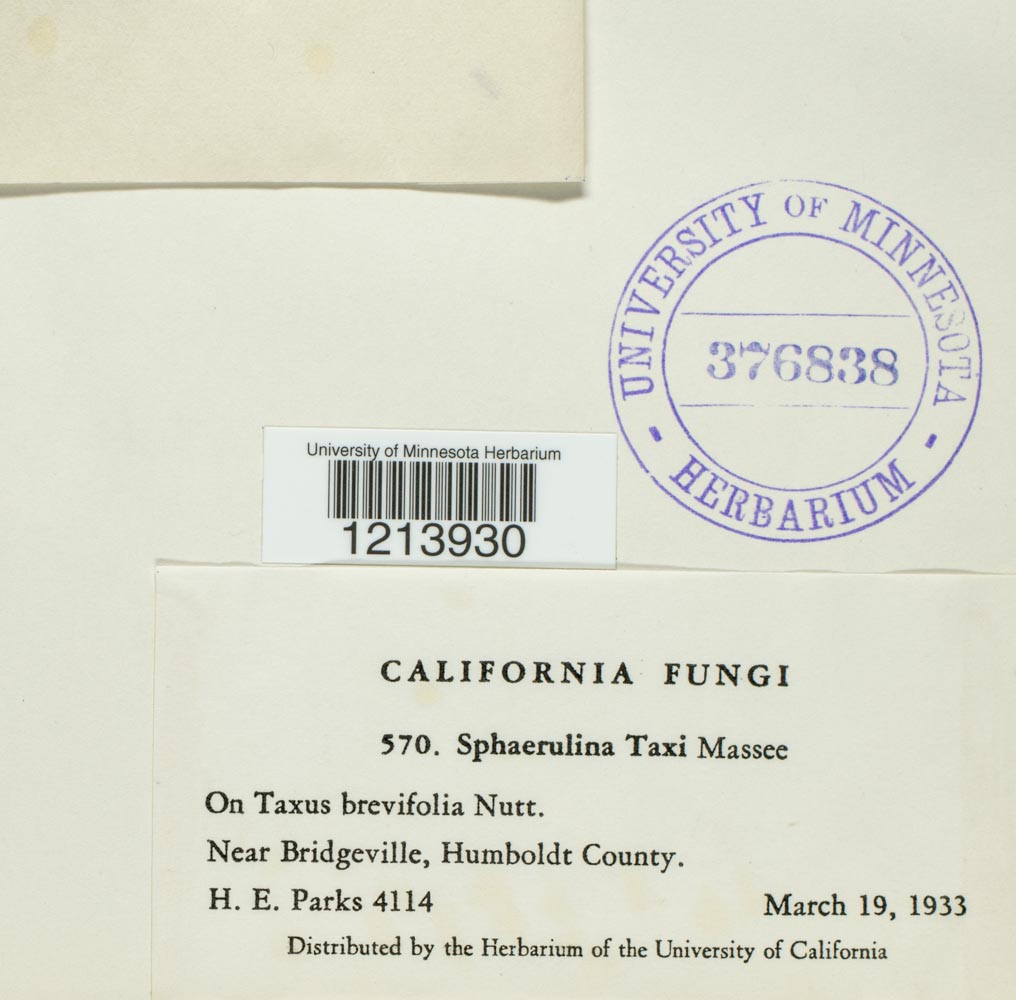 UNIVERSITY OF MINNESOTA
376838
- HERBARIUM -
University of Minnesota Herbarium
1213930
CALIFORNIA FUNGI
570. Sphaerulina Taxi Massee
On Taxus brevifolia Nutt.
Near Bridgeville, Humboldt County.
H. E. Parks 4114 March 19, 1933
Distributed by the Herbarium of the University of California